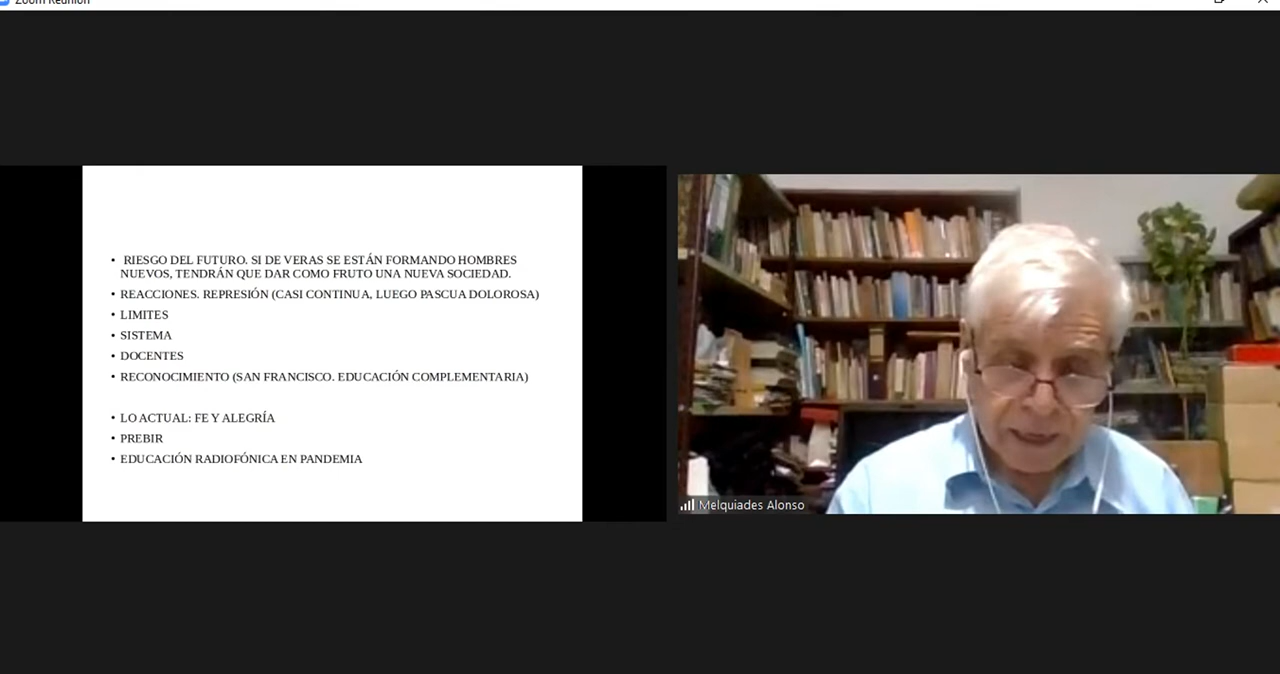 Zoom Reunión
• RIESGO DEL FUTURO. SI DE VERAS SE ESTÁN FORMANDO HOMBRES
NUEVOS, TENDRÁN QUE DAR COMO FRUTO UNA NUEVA SOCIEDAD.
• REACCIONES. REPRESIÓN (CASI CONTINUA, LUEGO PASCUA DOLOROSA)
• LIMITES
• SISTEMA
• DOCENTES
• RECONOCIMIENTO (SAN FRANCISCO. EDUCACIÓN COMPLEMENTARIA)
• LO ACTUAL: FE Y ALEGRÍA
• PREBIR
• EDUCACIÓN RADIOFÓNICA EN PANDEMIA
Melquiades Alonso